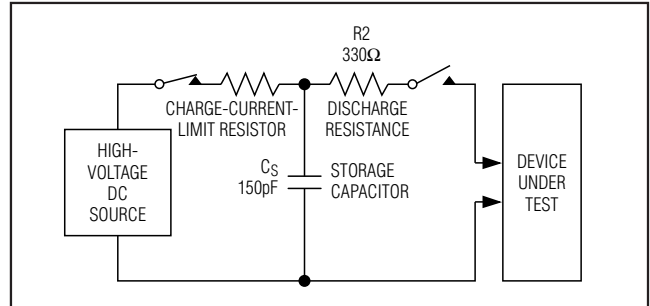 R2
330Ω
CHARGE-CURRENT-
LIMIT RESISTOR
DISCHARGE
RESISTANCE
HIGH-
VOLTAGE
DC
SOURCE
CS
150pF
STORAGE
CAPACITOR
DEVICE
UNDER
TEST